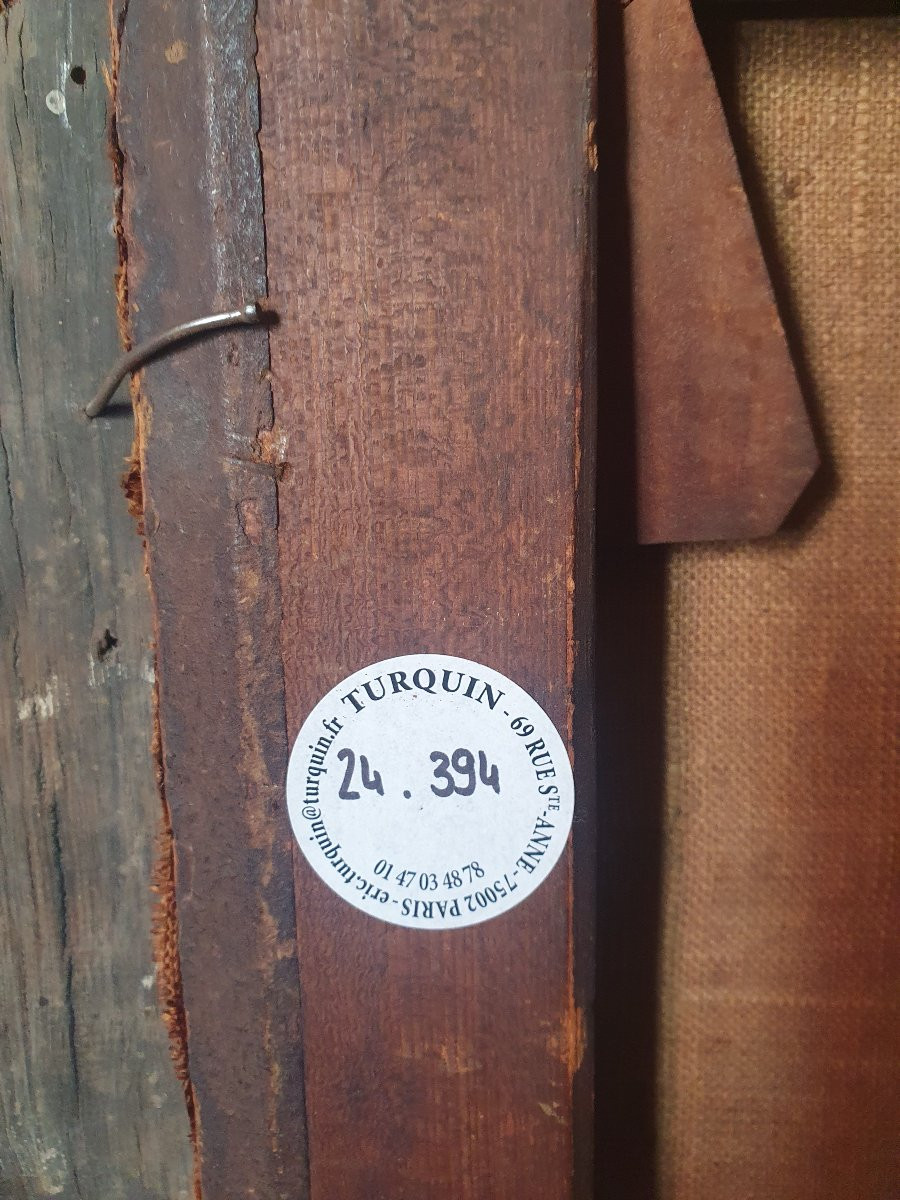 TURQUIN - 69 RUE STE-ANNE - 75002 PARIS - eric.turquin@turquin.fr
24 . 394
01 47 03 48 78